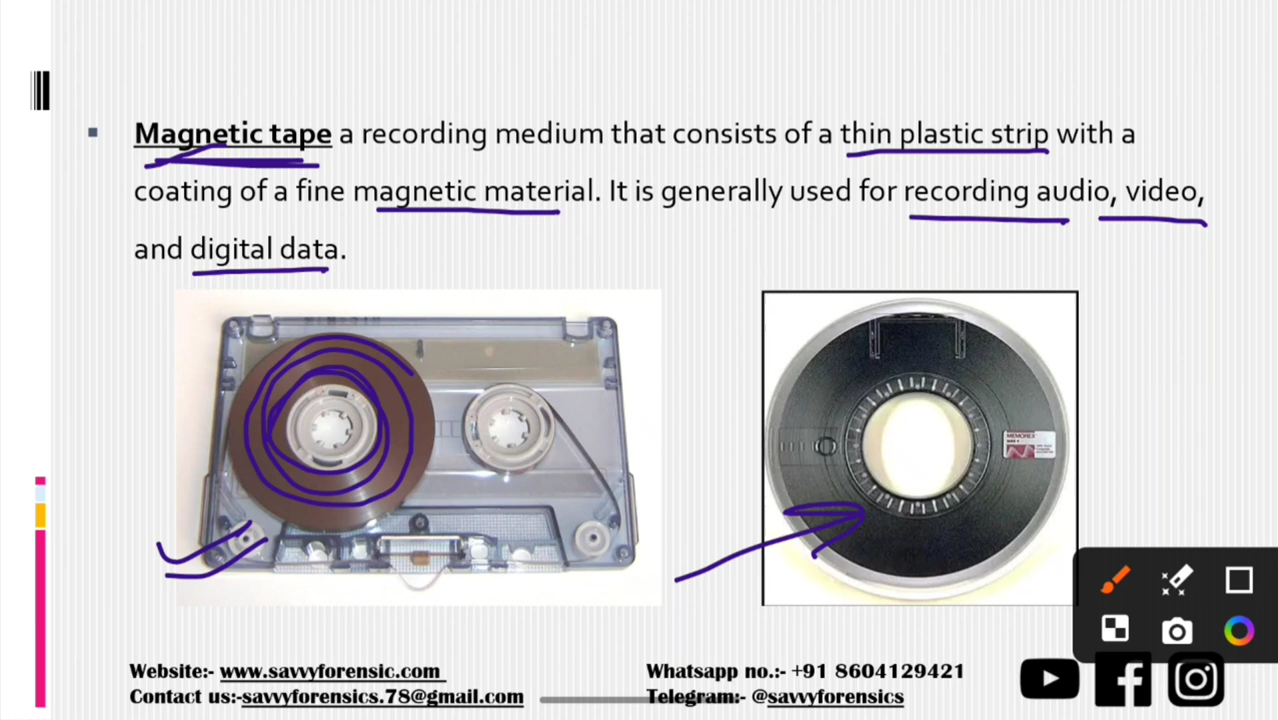 Magnetic tape a recording medium that consists of a thin plastic strip with a
coating of a fine magnetic material. It is generally used for recording audio, video,
and digital data.
MEMOREX
Website:- www.savvyforensic.com
Contact us:-savvyforensics.78@gmail.com
Whatsapp no.:- +91 8604129421
Telegram:- @savvyforensics